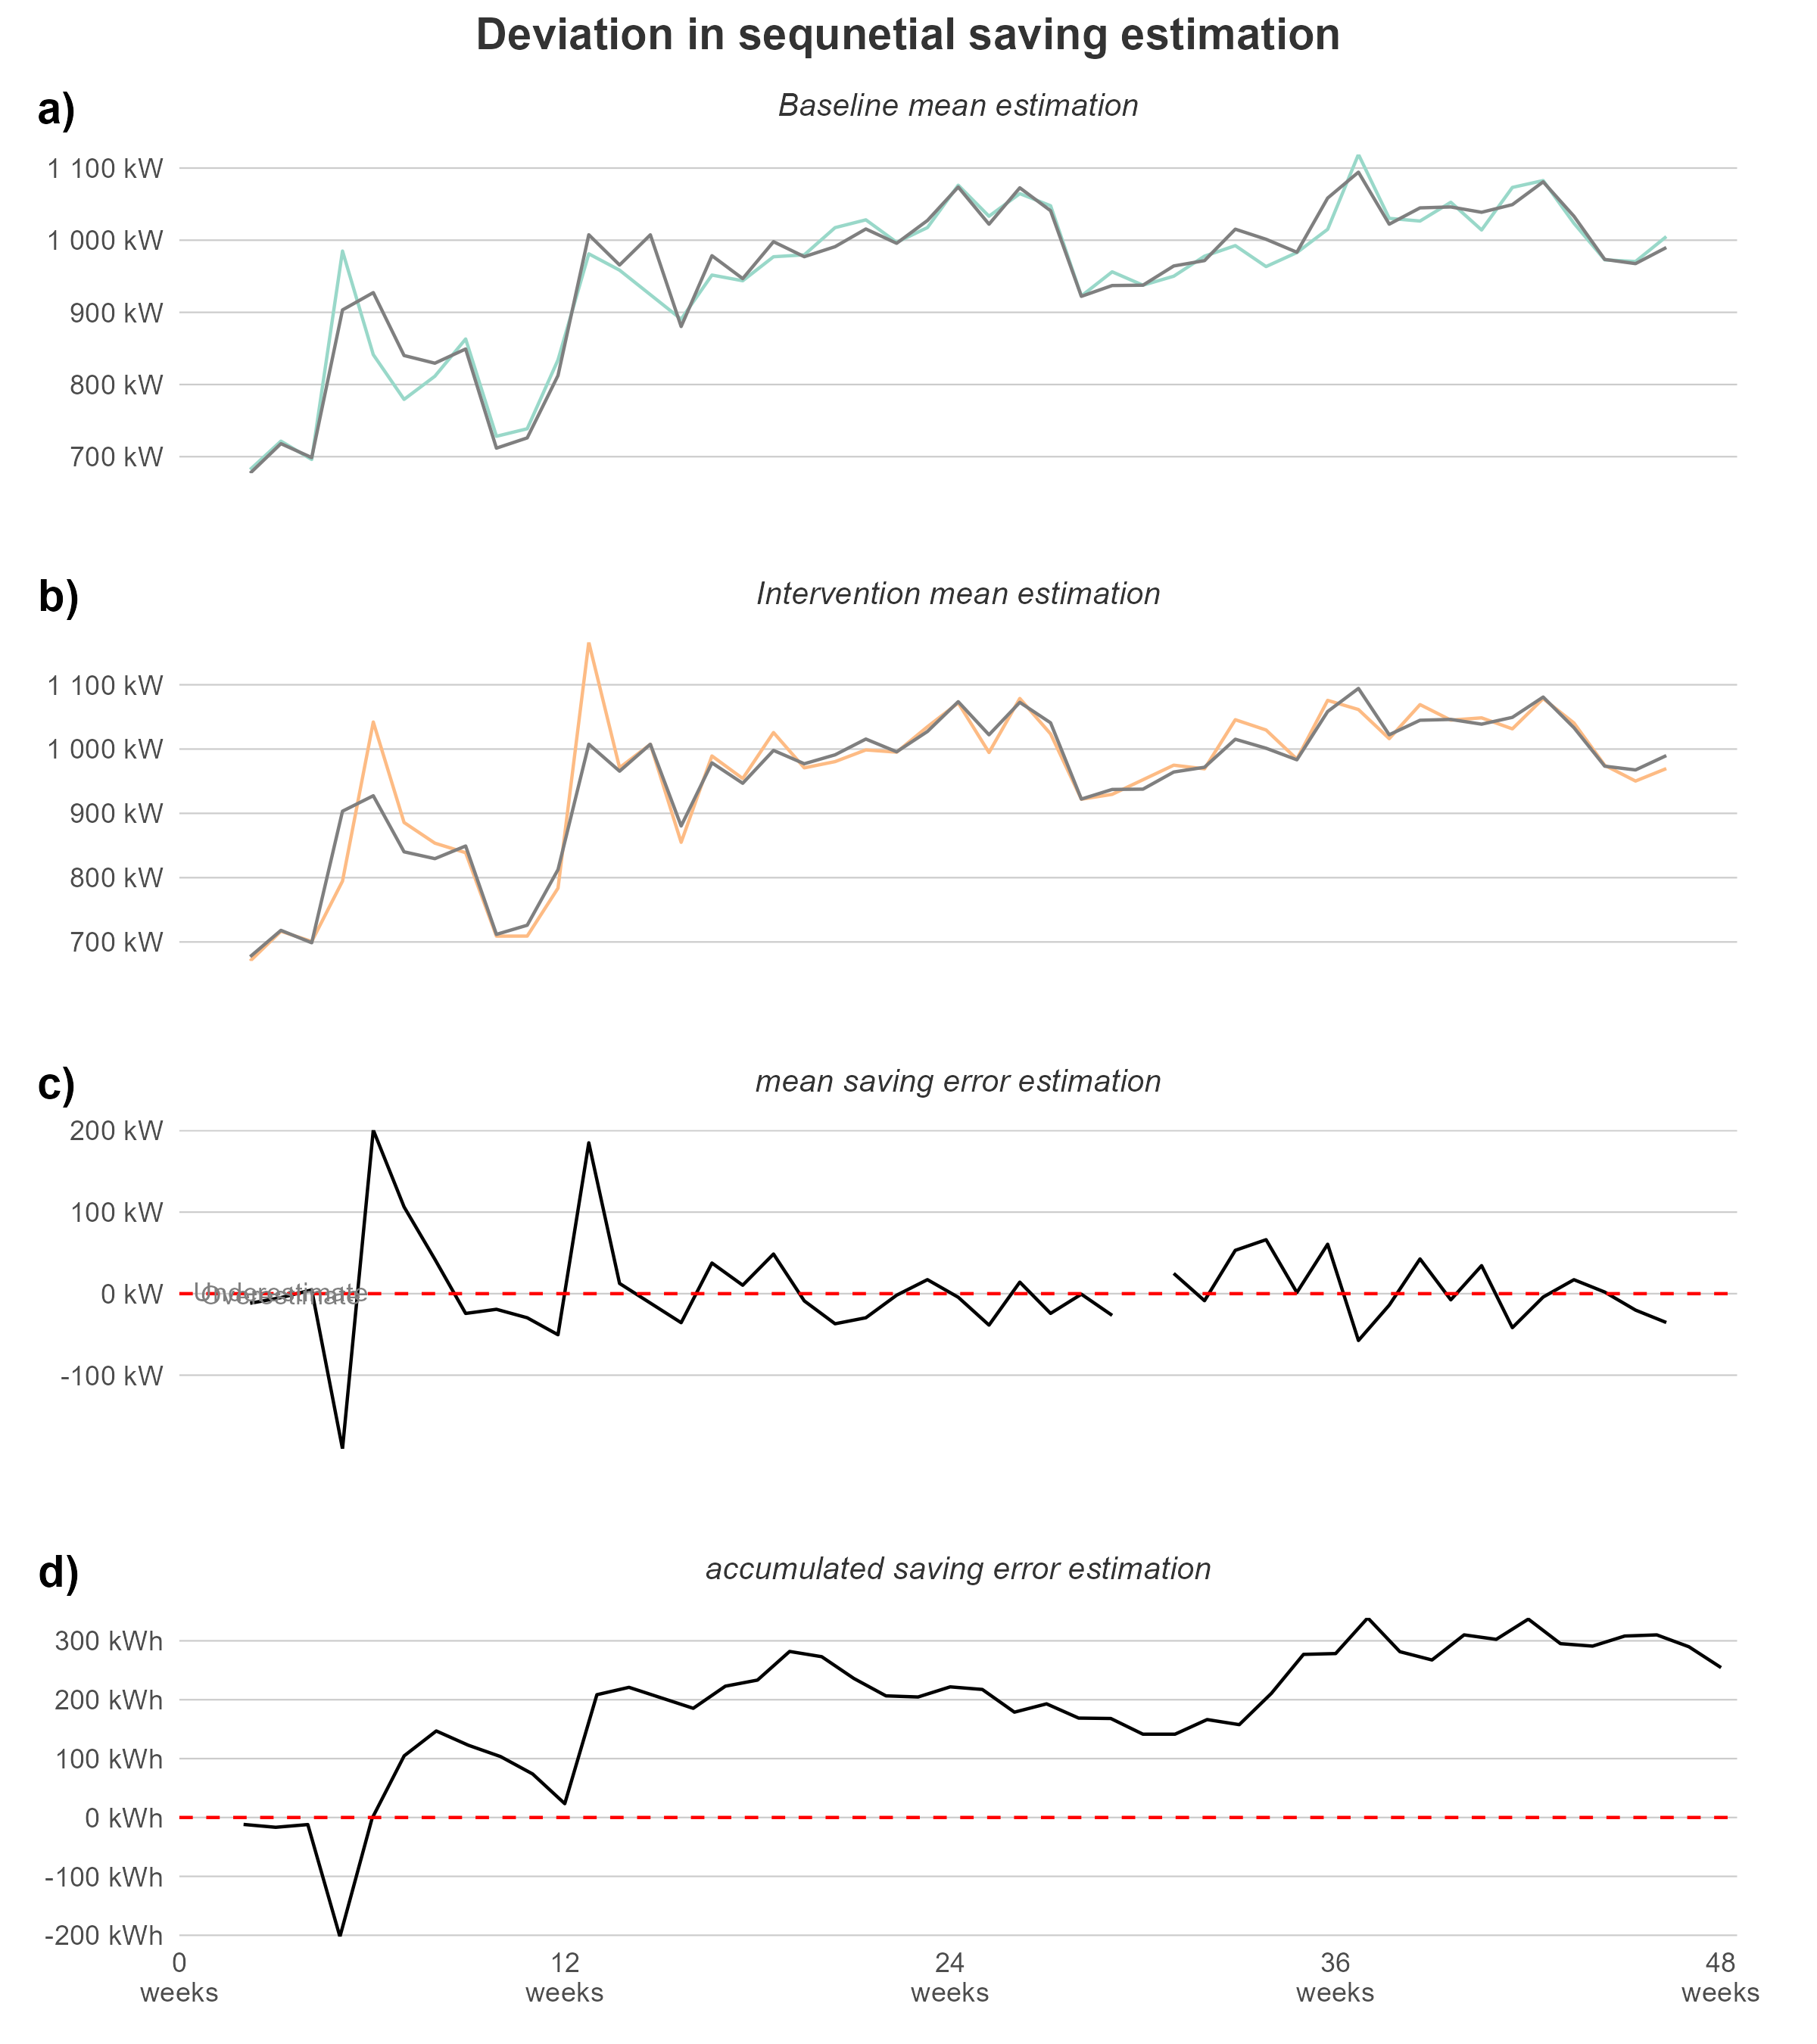 Deviation in sequnetial saving estimation
a)
Baseline mean estimation
1 100 kW
1 000 kW
900 kW
800 kW
700 kW
b)
Intervention mean estimation
1 100 kW
1 000 kW
900 kW
800 kW
700 kW
c)
mean saving error estimation
200 kW
100 kW
0 kW
-100 kW
Underestimate
Overestimate
d)
accumulated saving error estimation
300 kWh
200 kWh
100 kWh
0 kWh
-100 kWh
-200 kWh
0 12 24 36 48
weeks weeks weeks weeks weeks